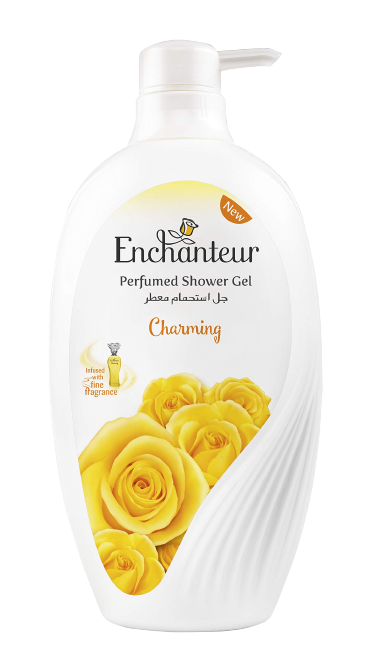 New
Enchanteur
Perfumed Shower Gel
جل استحمام معطر
Charming
Infused
with
fine
fragrance